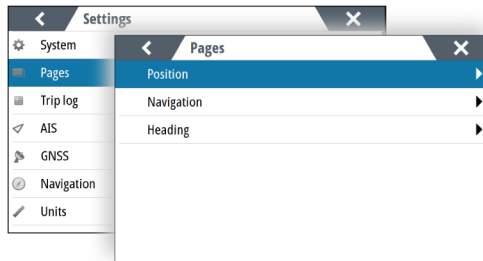 Settings
System
Pages
Trip log
AIS
GNSS
Navigation
Units
Pages
Position
Navigation
Heading